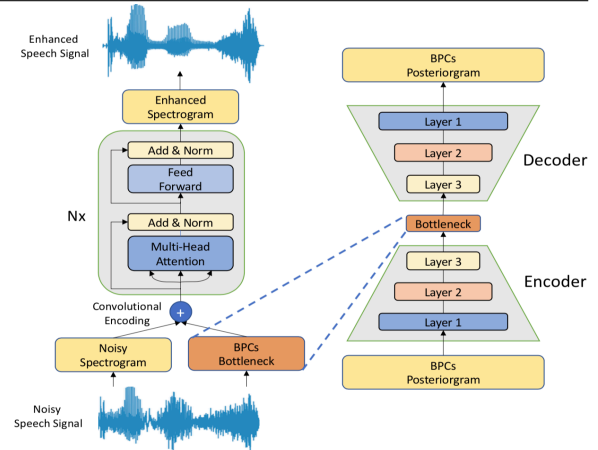 Enhanced
Speech Signal
Enhanced
Spectrogram
Add & Norm
Feed
Forward
Nx
Add & Norm
Multi-Head
Attention
Convolutional
Encoding
+
Noisy
Spectrogram
BPCs
Bottleneck
Noisy
Speech Signal
BPCs
Posteriorgram
Layer 1
Layer 2
Layer 3
Decoder
Bottleneck
Layer 3
Layer 2
Layer 1
Encoder
BPCs
Posteriorgram